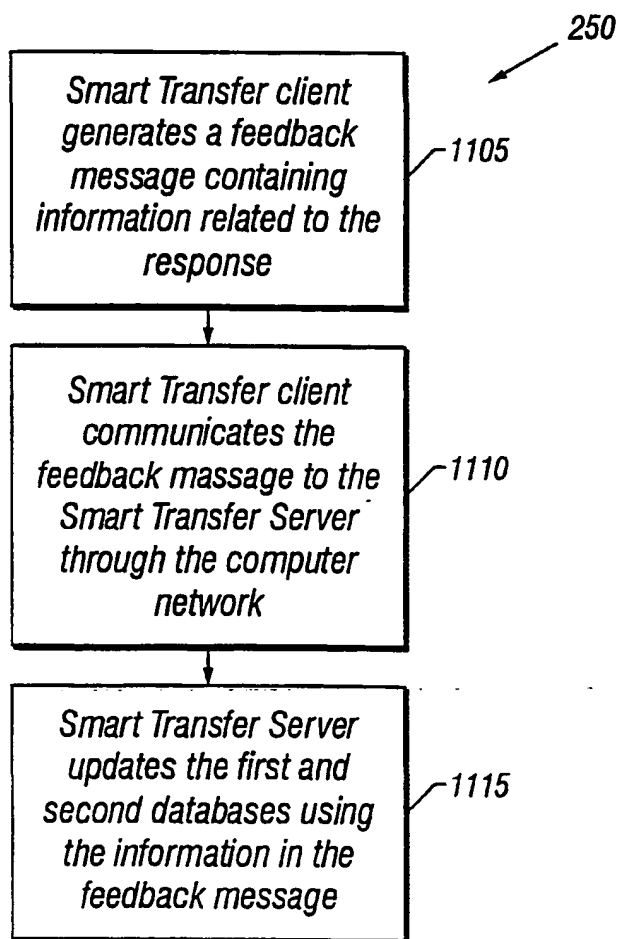 250
Smart Transfer client
generates a feedback
message containing
information related to the
response
1105
Smart Transfer client
communicates the
feedback massage to the
Smart Transfer Server
through the computer
network
1110
Smart Transfer Server
updates the first and
second databases using
the information in the
feedback message
1115